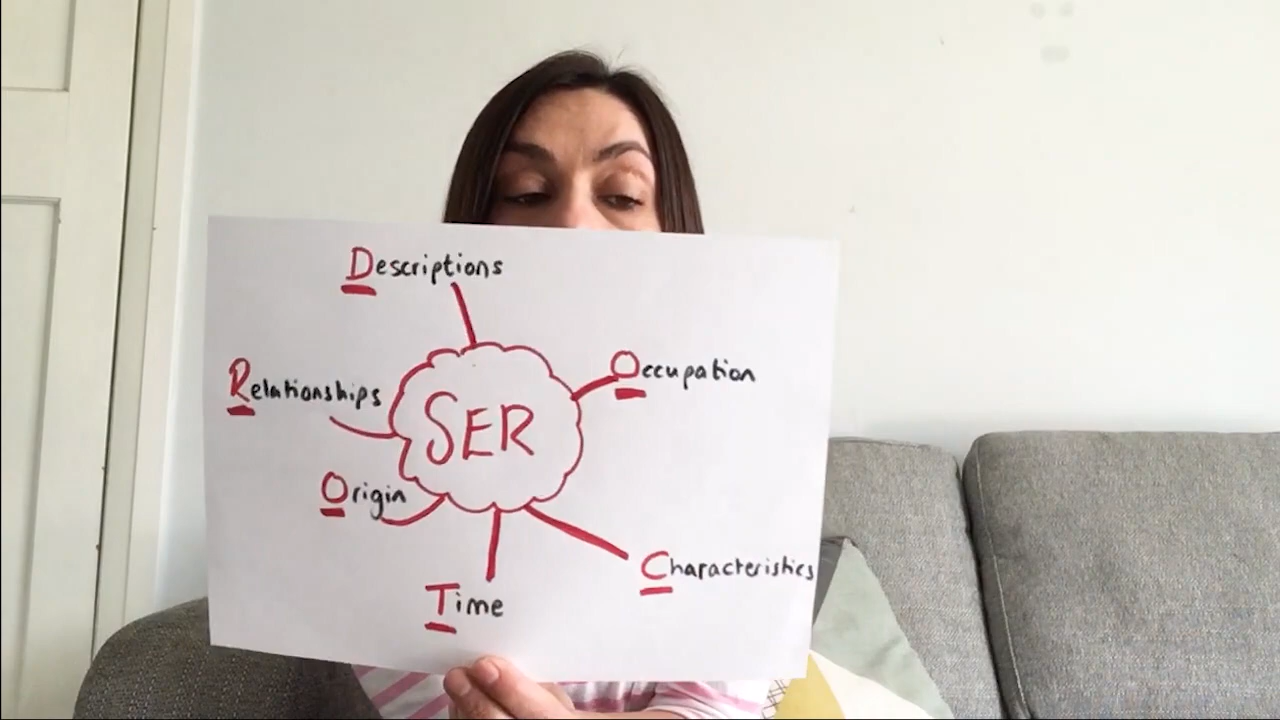 Descriptions
Occupation
Relationships
SER
Origin
Characteristics
Time